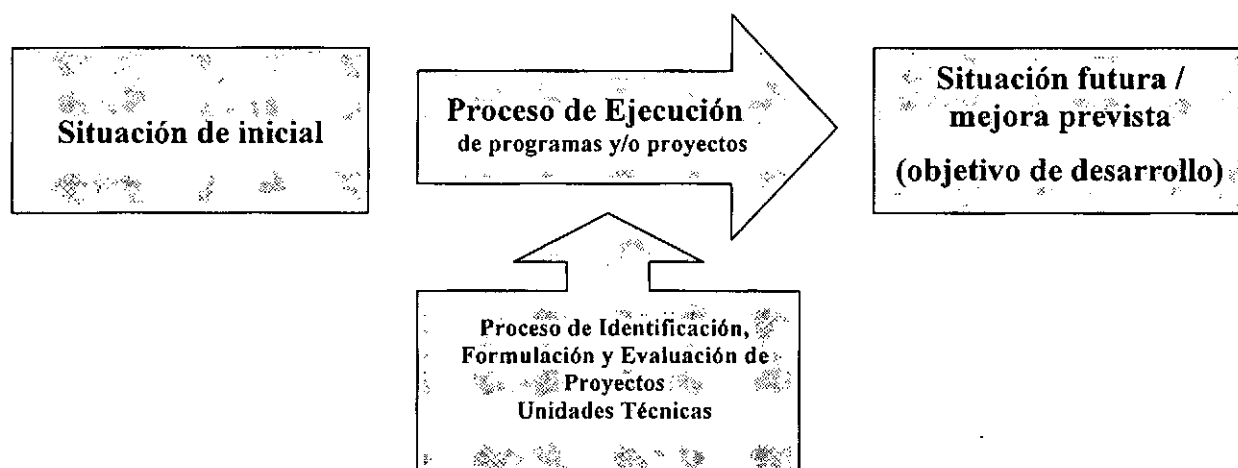 Situación de inicial
Proceso de Ejecución
de programas y/o proyectos
Situación futura /
mejora prevista
(objetivo de desarrollo)
Proceso de Identificación,
Formulación y Evaluación de
Proyectos
Unidades Técnicas